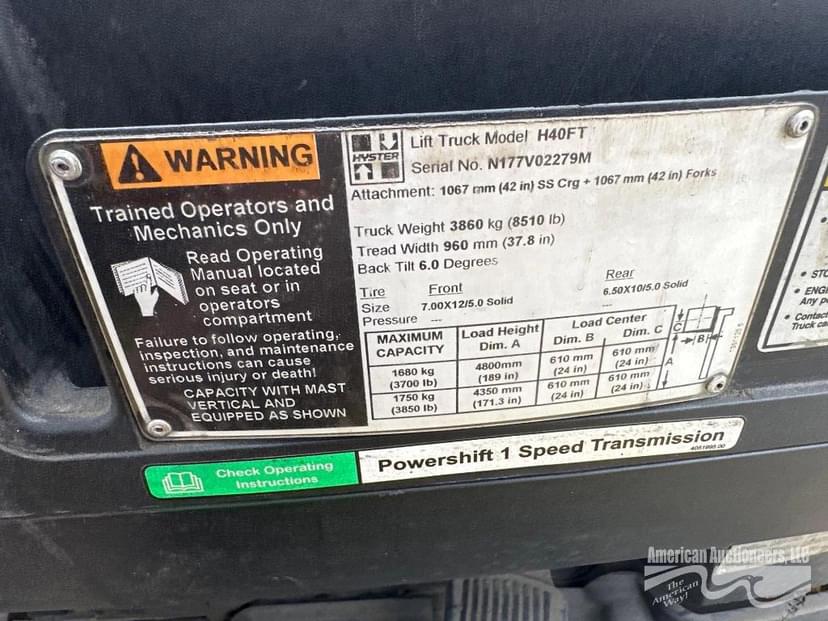 WARNING
Trained Operators and
Mechanics Only
Read Operating
Manual located
on seat or in
operators
compartment
Failure to follow operating,
inspection, and maintenance
instructions can cause
serious injury or death!
CAPACITY WITH MAST
VERTICAL AND
EQUIPPED AS SHOWN
HYSTER
Lift Truck Model H40FT
Serial No. N177V02279M
Attachment: 1067 mm (42 in) SS Crg + 1067 mm (42 in) Forks
Truck Weight 3860 kg (8510 lb)
Tread Width 960 mm (37.8 in)
Back Tilt 6.0 Degrees
Tire Front Rear
Size 7.00X12/5.0 Solid 6.50X10/5.0 Solid
Pressure --- ---
MAXIMUM CAPACITY Load Height Dim. A Load Center Dim. B Dim. C
1680 kg 4800mm 610 mm 610 mm
(3700 lb) (189 in) (24 in) (24 in)
1750 kg 4350 mm 610 mm 610 mm
(3850 lb) (171.3 in) (24 in) (24 in)
C
B
A
Check Operating
Instructions
Powershift 1 Speed Transmission
• STO
• ENG
Any p
• Contact
Truck ca
American Auctioneers, LLC
The
American
Way!